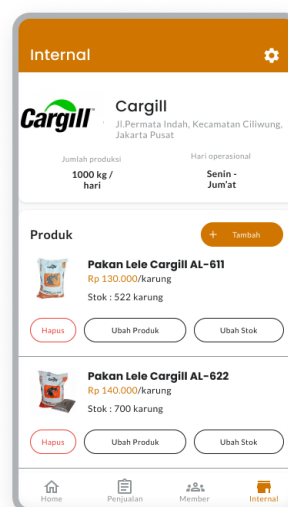 Internal
Cargill
Cargill
Jl.Permata Indah, Kecamatan Ciliwung,
Jakarta Pusat
Jumlah produksi
Hari operasional
1000 kg /
hari
Senin -
Jum'at
Produk
+ Tambah
Pakan Lele Cargill AL-611
Rp 130.000/karung
Stok : 522 karung
Hapus
Ubah Produk
Ubah Stok
Pakan Lele Cargill AL-622
Rp 140.000/karung
Stok : 700 karung
Hapus
Ubah Produk
Ubah Stok
Home
Penjualan
Member
Internal